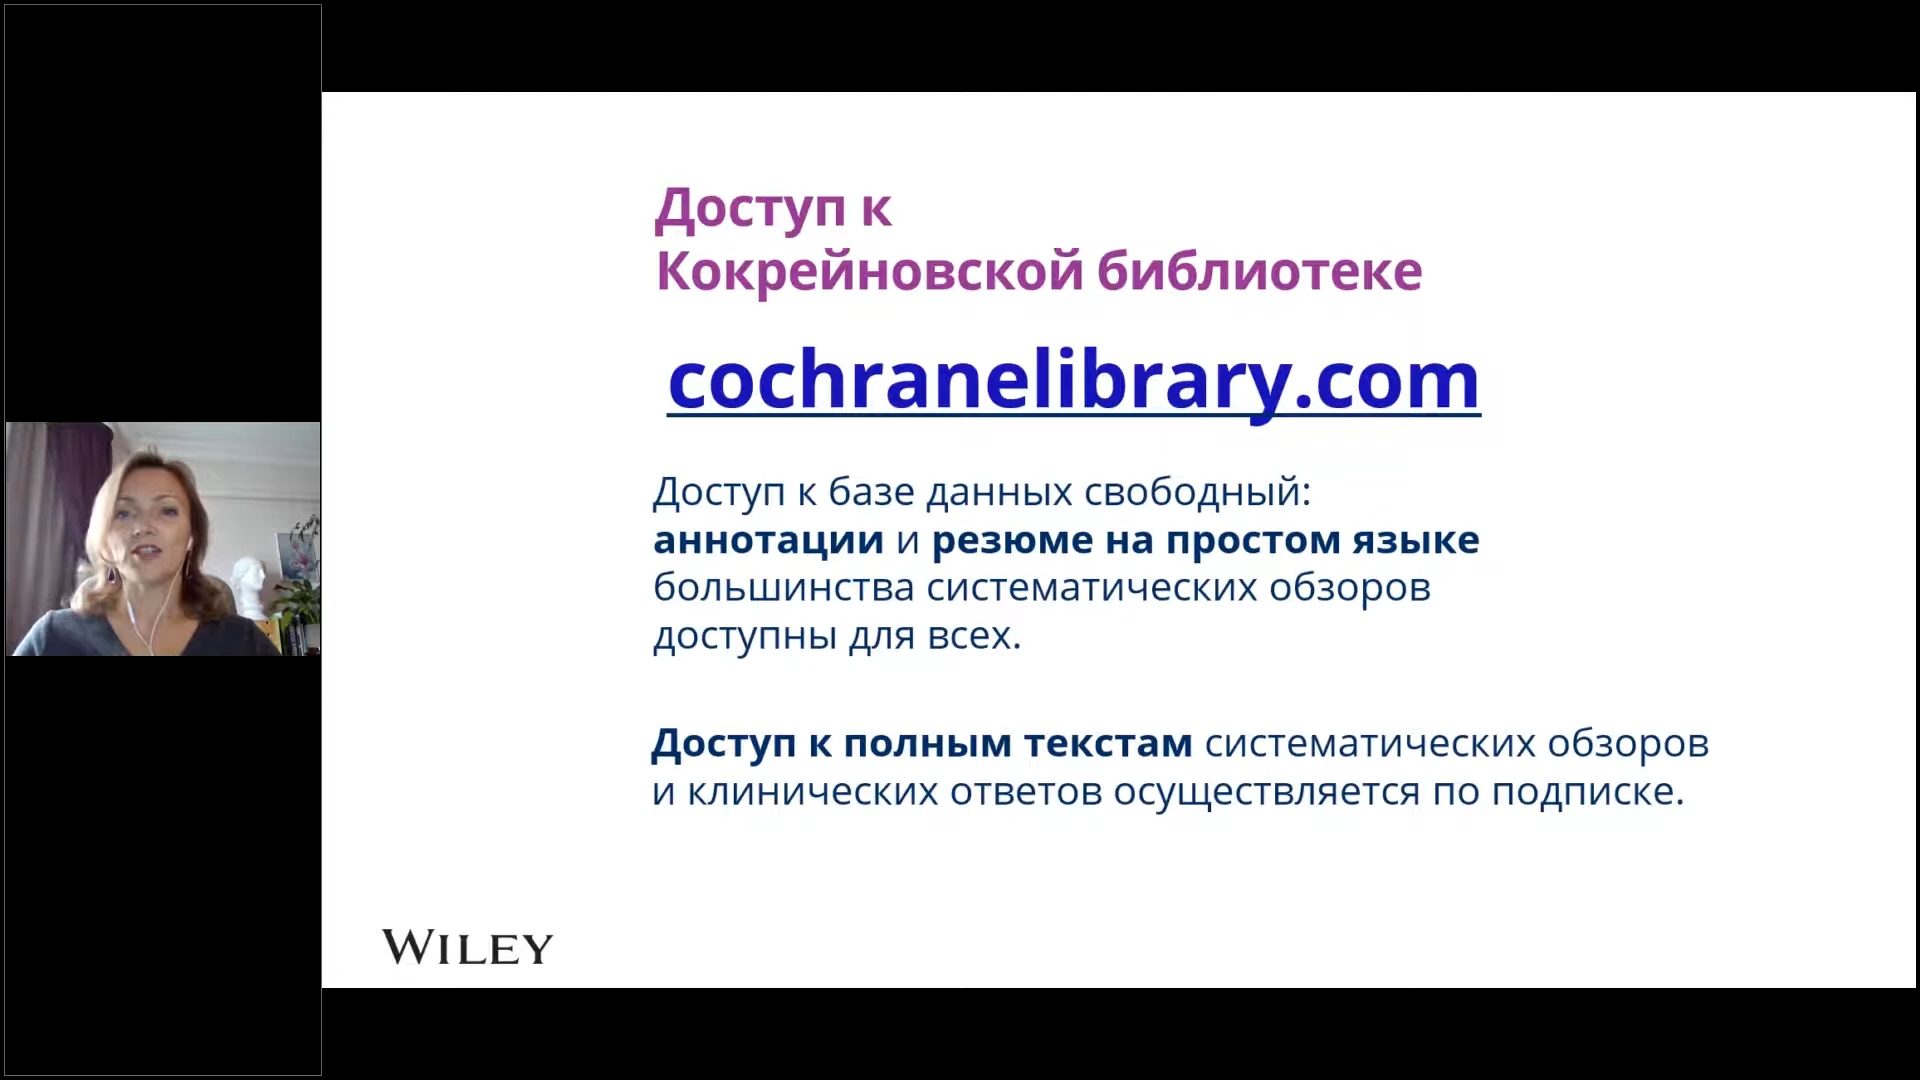 Доступ к
Кокрейновской библиотеке
cochranelibrary.com
Доступ к базе данных свободный:
аннотации и резюме на простом языке
большинства систематических обзоров
доступны для всех.
Доступ к полным текстам систематических обзоров
и клинических ответов осуществляется по подписке.
WILEY